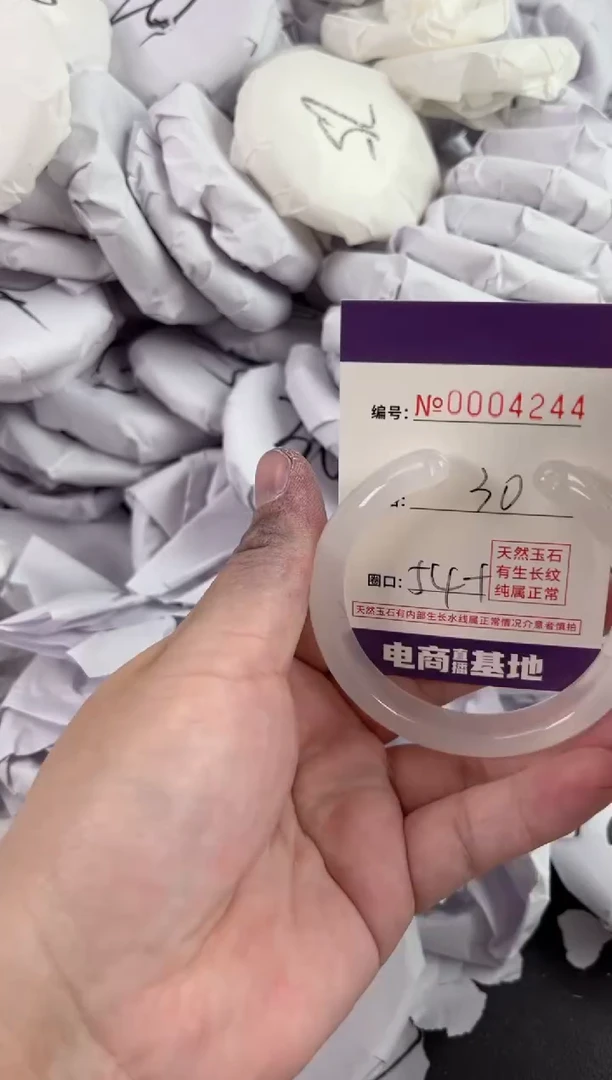 52
编号: №0004244
30
圈口: 54+
天然玉石
有生长纹
纯属正常
天然玉石有内部生长水线属正常情况介意者慎拍
电商直播基地